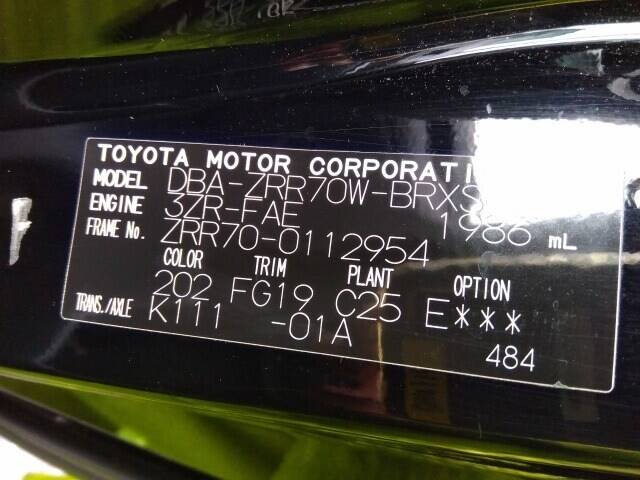 TOYOTA MOTOR CORPORATI
MODEL DBA-ZRR70W-BRXS
ENGINE 3ZR-FAE 1986 mL
FRAME No. ZRR70-0112954
COLOR TRIM PLANT OPTION
202 FG19 C25 E***
TRANS./AXLE K111 -01A
484